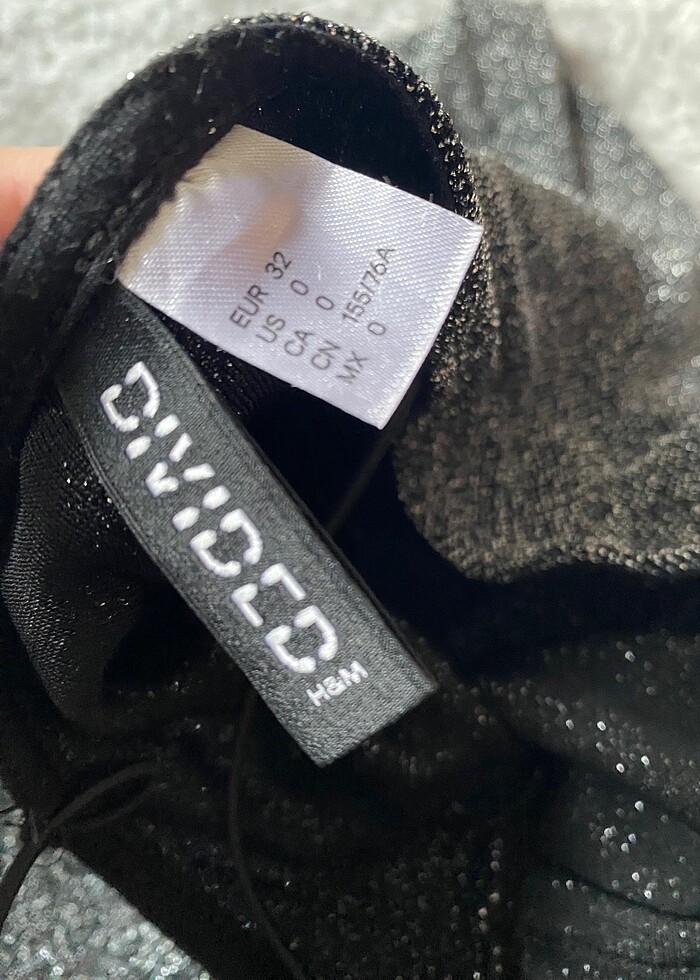 EUR 32
US 0
CA 0
CN 155/76A
MX 0
DIVIDED
H&M